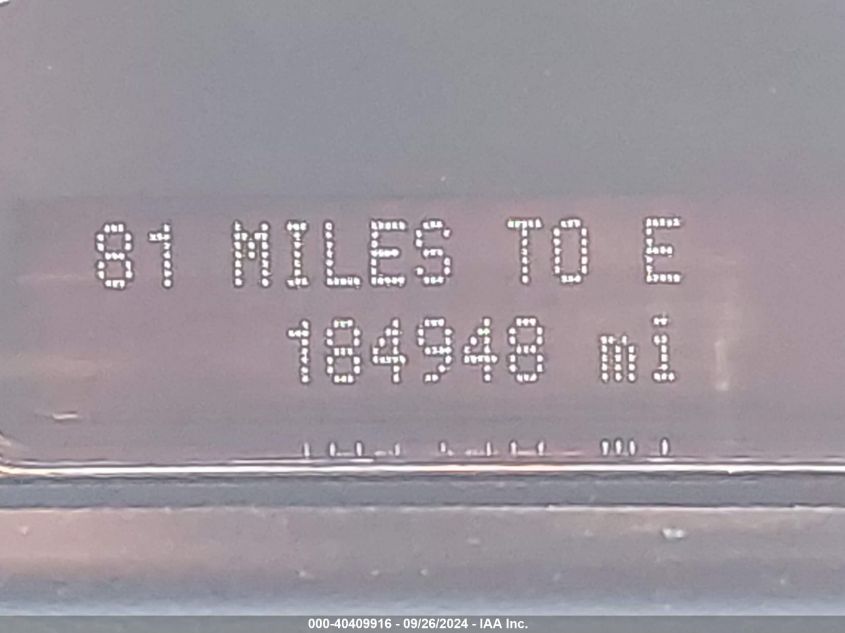 81 MILES TO E
184948 mi
000-40409916 - 09/26/2024 - IAA Inc.